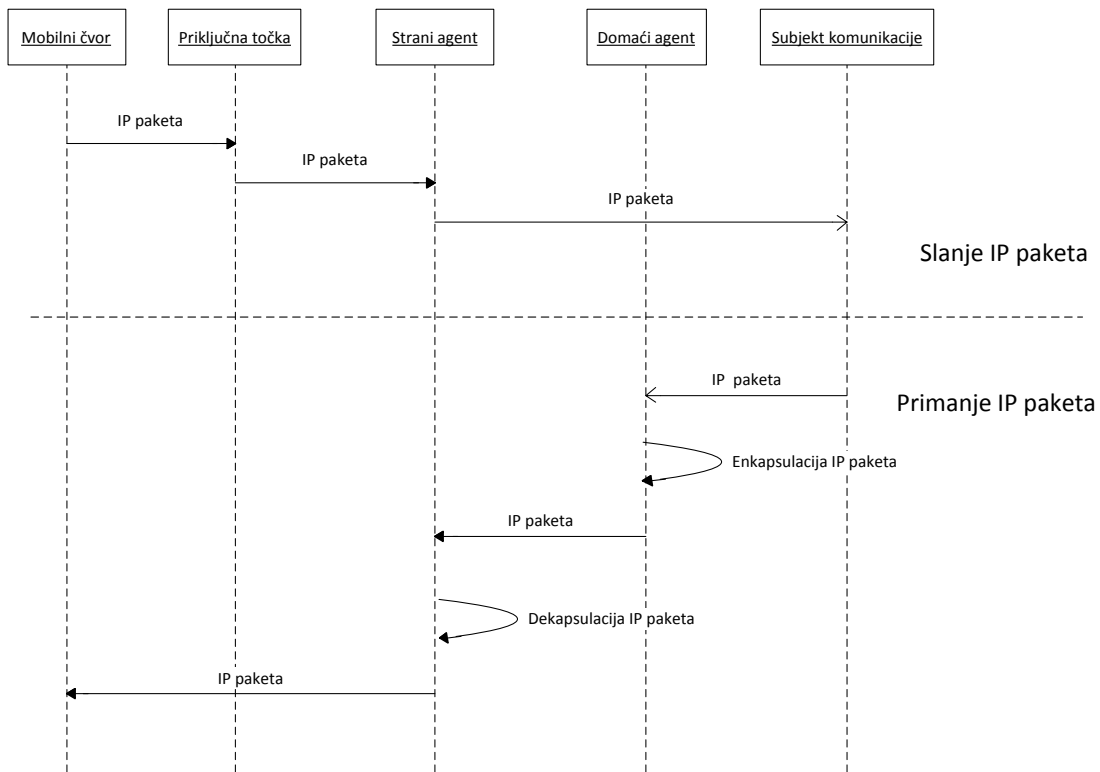 Mobilni čvor
Priključna točka
Strani agent
Domaći agent
Subjekt komunikacije
IP paketa
IP paketa
IP paketa
Slanje IP paketa
IP paketa
Primanje IP paketa
Enkapsulacija IP paketa
IP paketa
Dekapsulacija IP paketa
IP paketa